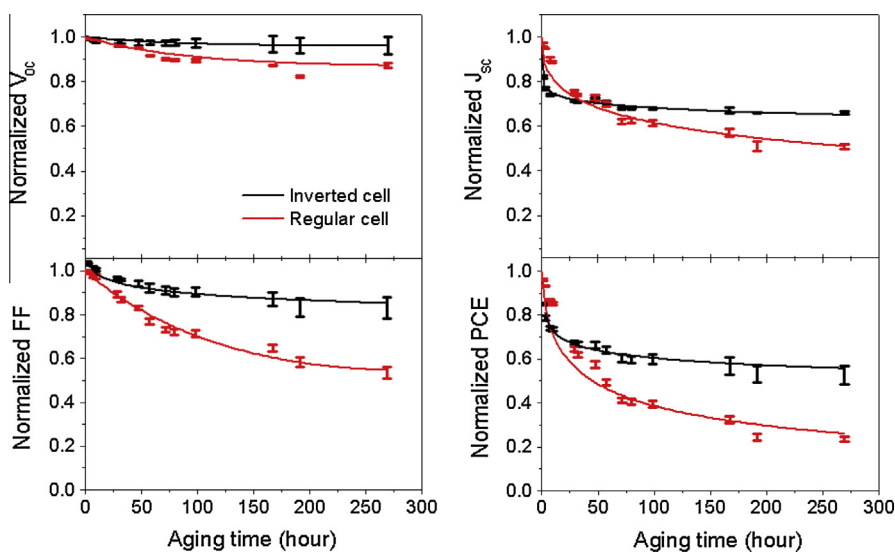 Normalized V_oc
1.0
0.8
0.6
0.4
0.2
Inverted cell
Regular cell
Normalized J_sc
1.0
0.8
0.6
0.4
0.2
Normalized FF
1.0
0.8
0.6
0.4
0.2
0.0
0 50 100 150 200 250 300
Aging time (hour)
Normalized PCE
1.0
0.8
0.6
0.4
0.2
0.0
0 50 100 150 200 250 300
Aging time (hour)